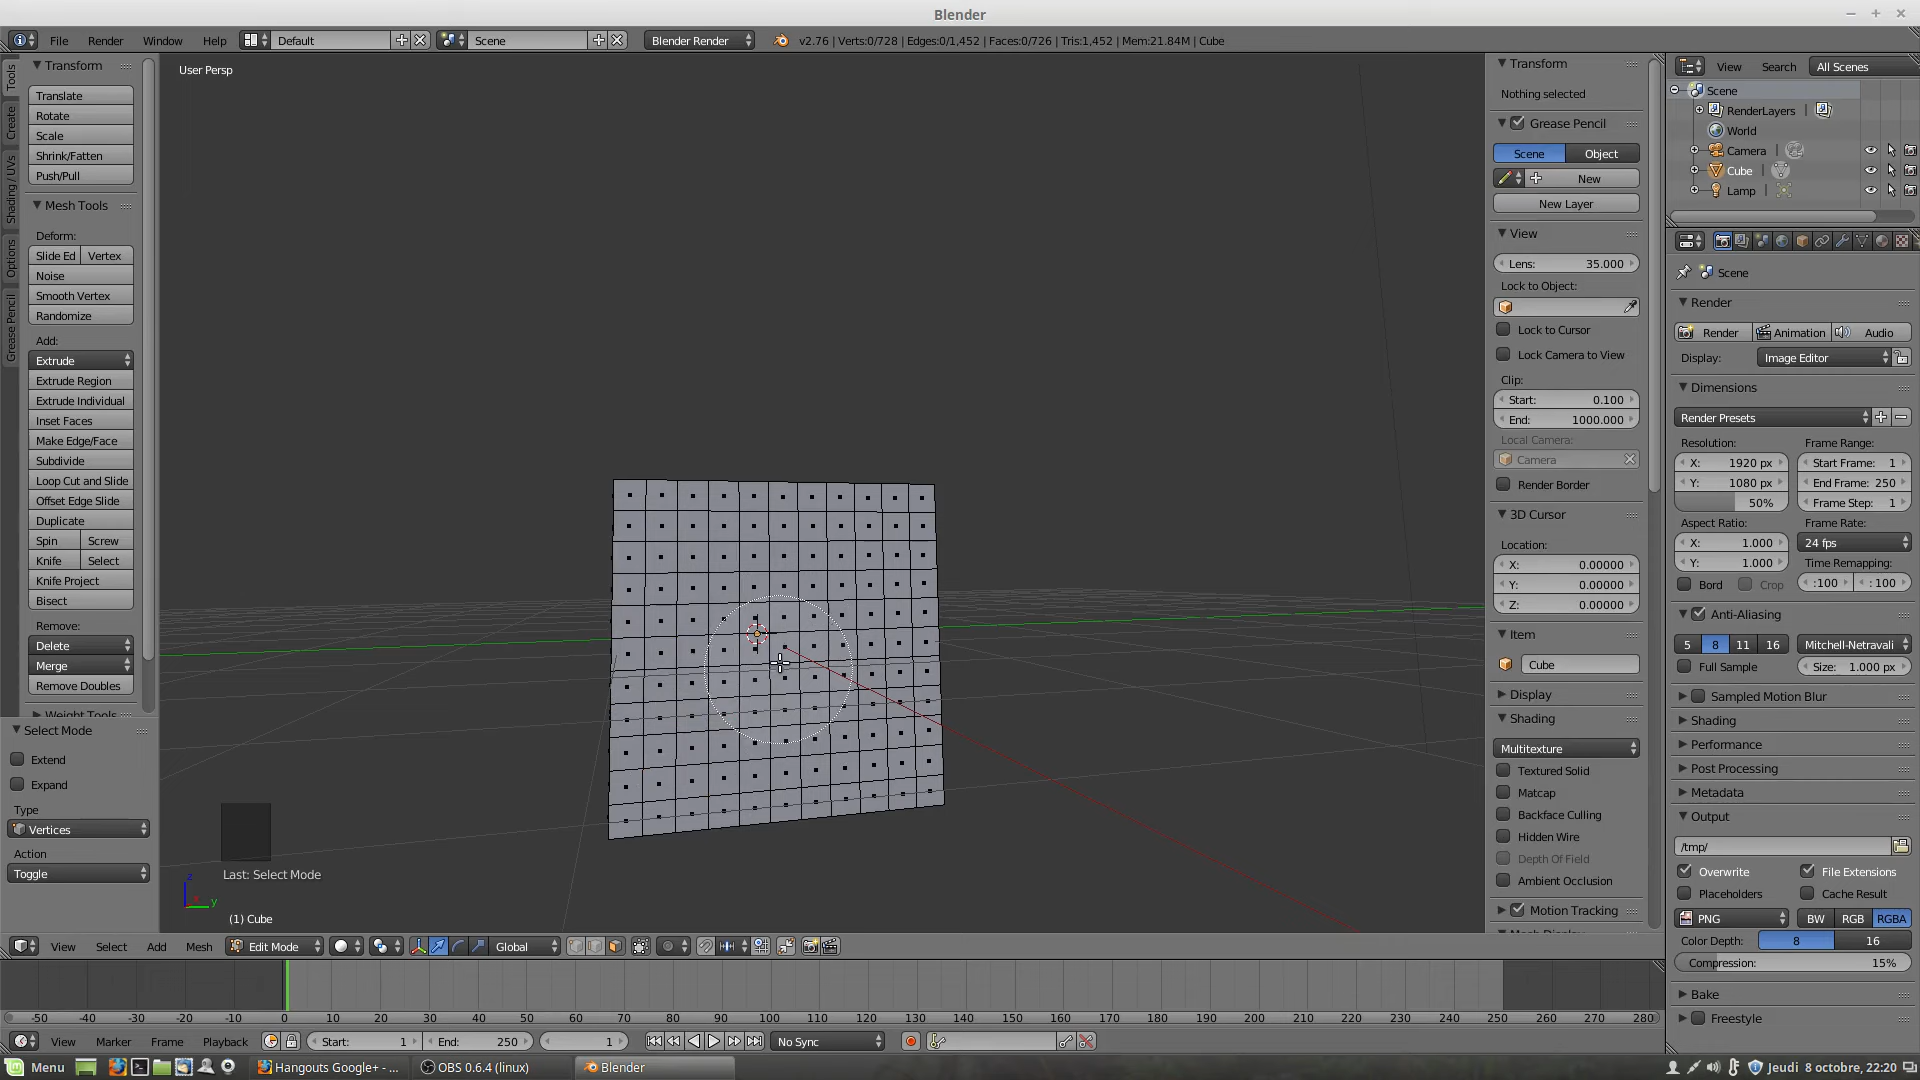 Blender
File Render Window Help Default Scene Blender Render v2.76 | Verts:0/728 | Edges:0/1,452 | Faces:0/726 | Tris:1,452 | Mem:21.84M | Cube
Tools
Create
Shading / UVs
Options
Grease Pencil
Transform
Translate
Rotate
Scale
Shrink/Fatten
Push/Pull
Mesh Tools
Deform:
Slide Ed Vertex
Noise
Smooth Vertex
Randomize
Add:
Extrude
Extrude Region
Extrude Individual
Inset Faces
Make Edge/Face
Subdivide
Loop Cut and Slide
Offset Edge Slide
Duplicate
Spin Screw
Knife Select
Knife Project
Bisect
Remove:
Delete
Merge
Remove Doubles
Weight Tools
Select Mode
Extend
Expand
Type
Vertices
Action
Toggle
User Persp
Last: Select Mode
z
y
(1) Cube
Transform
Nothing selected
Grease Pencil
Scene Object
New
New Layer
View
Lens: 35.000
Lock to Object:
Lock to Cursor
Lock Camera to View
Clip:
Start: 0.100
End: 1000.000
Local Camera:
Camera
Render Border
3D Cursor
Location:
X: 0.00000
Y: 0.00000
Z: 0.00000
Item
Cube
Display
Shading
Multitexture
Textured Solid
Matcap
Backface Culling
Hidden Wire
Depth Of Field
Ambient Occlusion
Motion Tracking
View Search All Scenes
Scene
RenderLayers |
World
Camera |
Cube |
Lamp |
Scene
Render
Render Animation Audio
Display: Image Editor
Dimensions
Render Presets
Resolution: Frame Range:
X: 1920 px Start Frame: 1
Y: 1080 px End Frame: 250
50% Frame Step: 1
Aspect Ratio: Frame Rate:
X: 1.000 24 fps
Y: 1.000 Time Remapping:
Bord Crop :100 : 100
Anti-Aliasing
5 8 11 16 Mitchell-Netravali
Full Sample Size: 1.000 px
Sampled Motion Blur
Shading
Performance
Post Processing
Metadata
Output
/tmp/
Overwrite File Extensions
Placeholders Cache Result
PNG BW RGB RGBA
Color Depth: 8 16
Compression: 15%
Bake
Freestyle
View Select Add Mesh Edit Mode Global
-50 -40 -30 -20 -10 0 10 20 30 40 50 60 70 80 90 100 110 120 130 140 150 160 170 180 190 200 210 220 230 240 250 260 270 280
View Marker Frame Playback Start: 1 End: 250 1 No Sync
Menu Hangouts Google+ - ... OBS 0.6.4 (linux) Blender Jeudi 8 octobre, 22:20